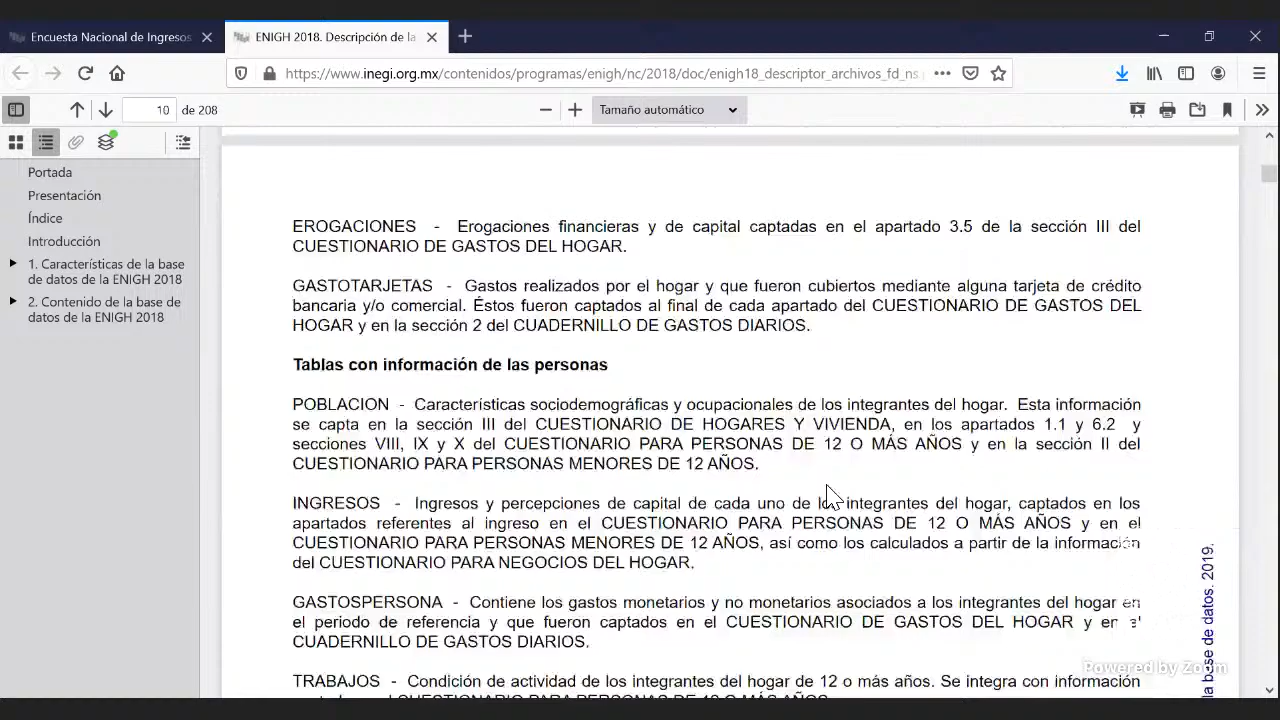 Encuesta Nacional de Ingresos
ENIGH 2018. Descripción de la
https://www.inegi.org.mx/contenidos/programas/enigh/nc/2018/doc/enigh18_descriptor_archivos_fd_ns
10 de 208
Tamaño automático
Portada
Presentación
Índice
Introducción
1. Características de la base
de datos de la ENIGH 2018
2. Contenido de la base de
datos de la ENIGH 2018
EROGACIONES - Erogaciones financieras y de capital captadas en el apartado 3.5 de la sección III del
CUESTIONARIO DE GASTOS DEL HOGAR.
GASTOTARJETAS - Gastos realizados por el hogar y que fueron cubiertos mediante alguna tarjeta de crédito
bancaria y/o comercial. Éstos fueron captados al final de cada apartado del CUESTIONARIO DE GASTOS DEL
HOGAR y en la sección 2 del CUADERNILLO DE GASTOS DIARIOS.
Tablas con información de las personas
POBLACION - Características sociodemográficas y ocupacionales de los integrantes del hogar. Esta información
se capta en la sección III del CUESTIONARIO DE HOGARES Y VIVIENDA, en los apartados 1.1 y 6.2 y
secciones VIII, IX y X del CUESTIONARIO PARA PERSONAS DE 12 O MÁS AÑOS y en la sección II del
CUESTIONARIO PARA PERSONAS MENORES DE 12 AÑOS.
INGRESOS - Ingresos y percepciones de capital de cada uno de los integrantes del hogar, captados en los
apartados referentes al ingreso en el CUESTIONARIO PARA PERSONAS DE 12 O MÁS AÑOS y en el
CUESTIONARIO PARA PERSONAS MENORES DE 12 AÑOS, así como los calculados a partir de la información
del CUESTIONARIO PARA NEGOCIOS DEL HOGAR.
GASTOSPERSONA - Contiene los gastos monetarios y no monetarios asociados a los integrantes del hogar en
el periodo de referencia y que fueron captados en el CUESTIONARIO DE GASTOS DEL HOGAR y en el
CUADERNILLO DE GASTOS DIARIOS.
TRABAJOS - Condición de actividad de los integrantes del hogar de 12 o más años. Se integra con información
CUESTIONARIO PARA PERSONAS DE 12 O MÁS AÑOS
la base de datos. 2019.
Powered by Zoom